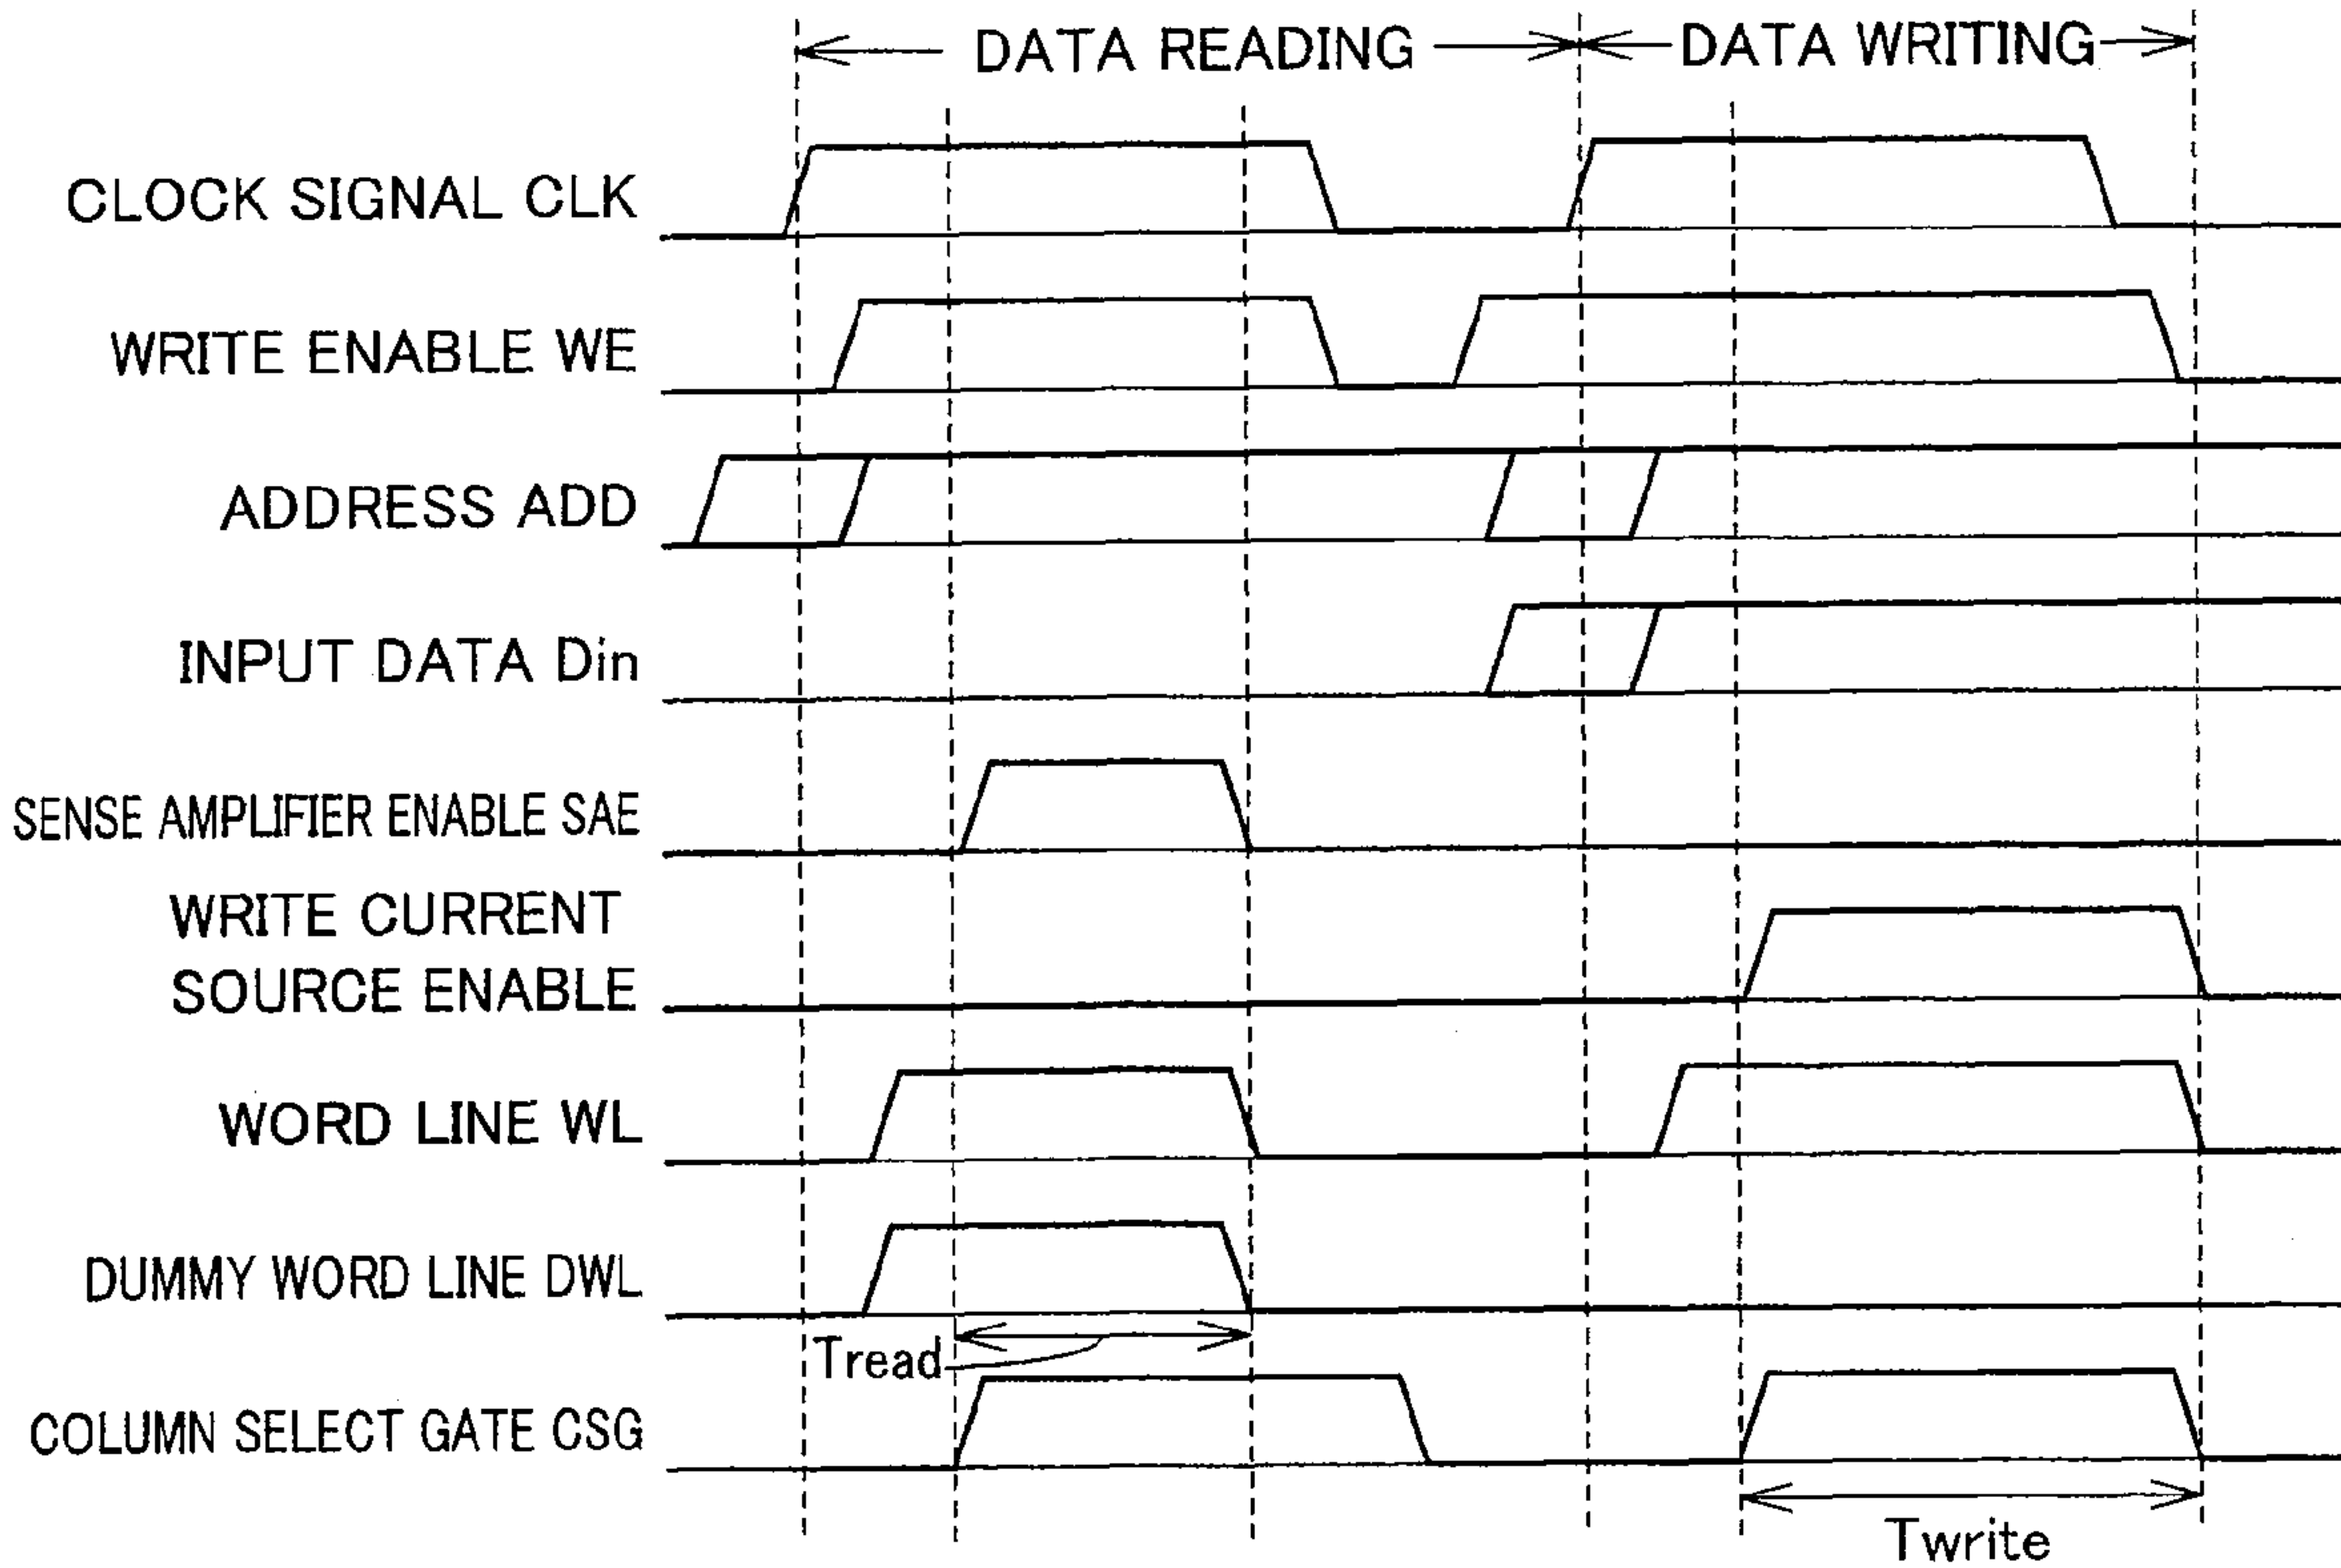 DATA READING
DATA WRITING
CLOCK SIGNAL CLK
WRITE ENABLE WE
ADDRESS ADD
INPUT DATA Din
SENSE AMPLIFIER ENABLE SAE
WRITE CURRENT
SOURCE ENABLE
WORD LINE WL
DUMMY WORD LINE DWL
Tread
COLUMN SELECT GATE CSG
Twrite